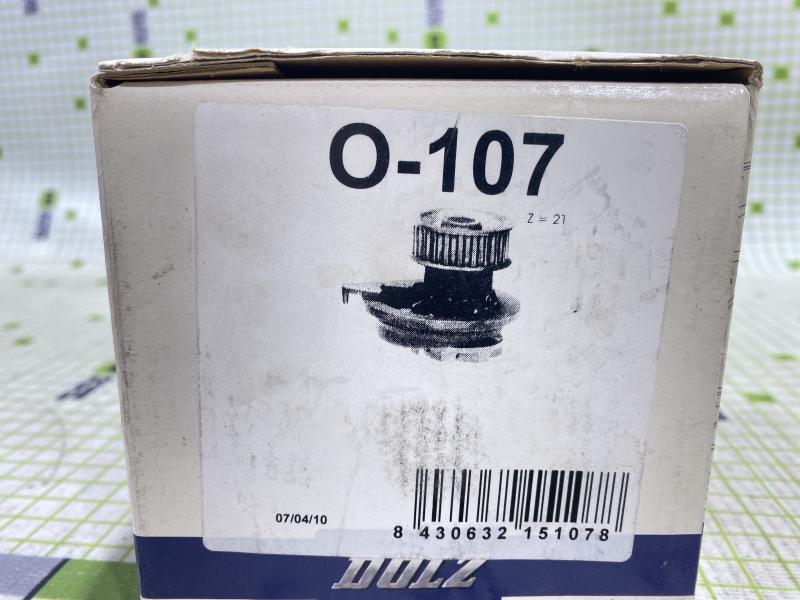 O-107
Z = 21
07/04/10
8 430632 151078
DOLZ